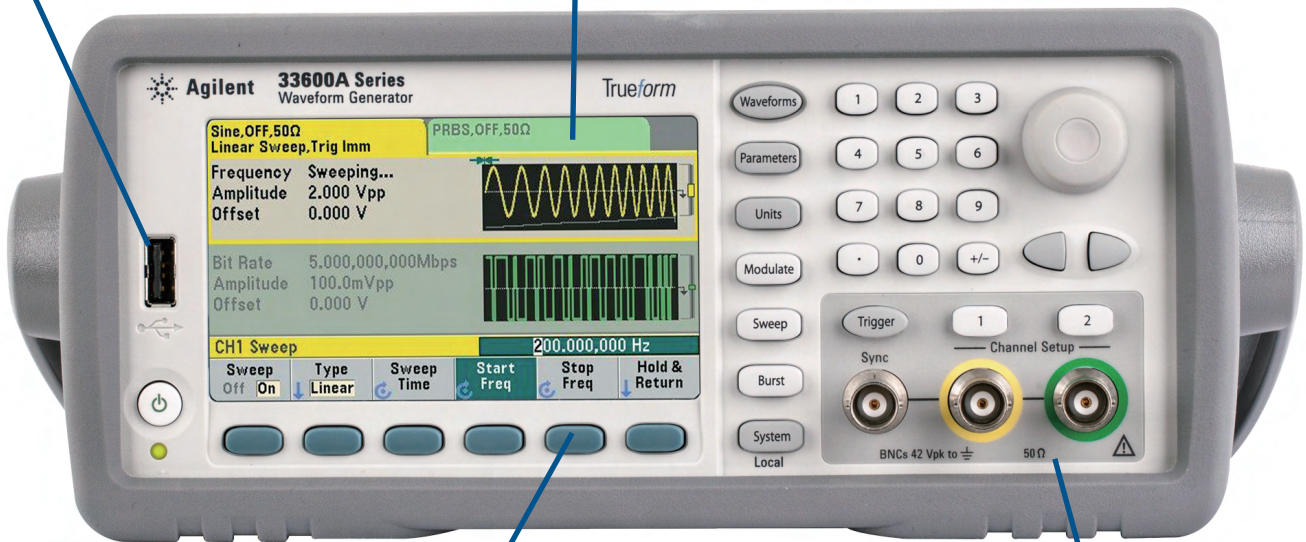 Agilent 33600A Series
Waveform Generator
Trueform
Sine,OFF,50Ω
Linear Sweep,Trig Imm
PRBS,OFF,50Ω
Frequency Sweeping...
Amplitude 2.000 Vpp
Offset 0.000 V
Bit Rate 5.000,000,000Mbps
Amplitude 100.0mVpp
Offset 0.000 V
CH1 Sweep 200.000,000 Hz
Sweep
Off On
Type
Linear
Sweep
Time
Start
Freq
Stop
Freq
Hold &
Return
Waveforms
Parameters
Units
Modulate
Sweep
Burst
System
Local
1 2 3
4 5 6
7 8 9
. 0 +/-
Trigger
1 2
Channel Setup
Sync
BNCs 42 Vpk to ⏚ 50 Ω